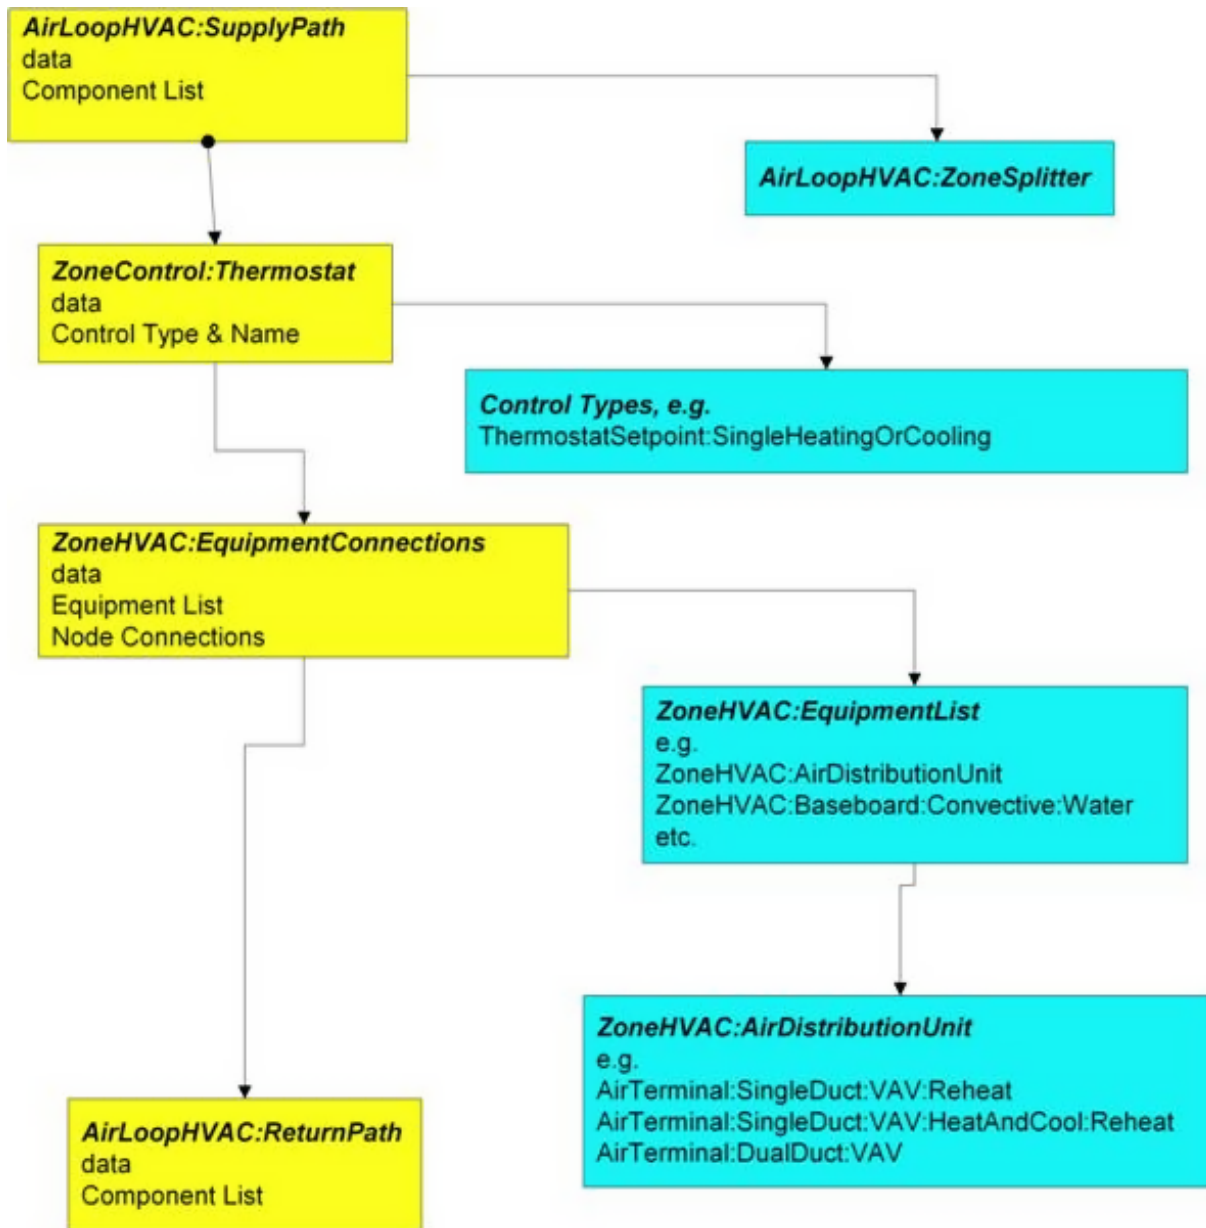 AirLoopHVAC:SupplyPath
data
Component List
AirLoopHVAC:ZoneSplitter
ZoneControl:Thermostat
data
Control Type & Name
Control Types, e.g.
ThermostatSetpoint:SingleHeatingOrCooling
ZoneHVAC:EquipmentConnections
data
Equipment List
Node Connections
ZoneHVAC:EquipmentList
e.g.
ZoneHVAC:AirDistributionUnit
ZoneHVAC:Baseboard:Convective:Water
etc.
ZoneHVAC:AirDistributionUnit
e.g.
AirTerminal:SingleDuct:VAV:Reheat
AirTerminal:SingleDuct:VAV:HeatAndCool:Reheat
AirTerminal:DualDuct:VAV
AirLoopHVAC:ReturnPath
data
Component List